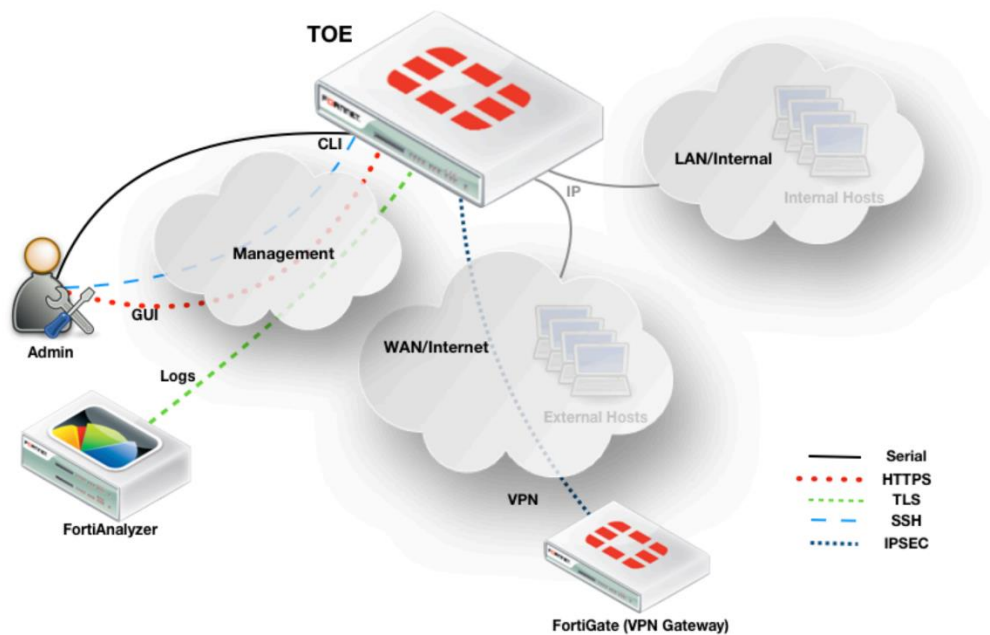 TOE
FORTINET
CLI
IP
LAN/Internal
Internal Hosts
Management
GUI
Admin
WAN/Internet
External Hosts
Logs
VPN
FortiAnalyzer
FortiGate (VPN Gateway)
Serial
HTTPS
TLS
SSH
IPSEC